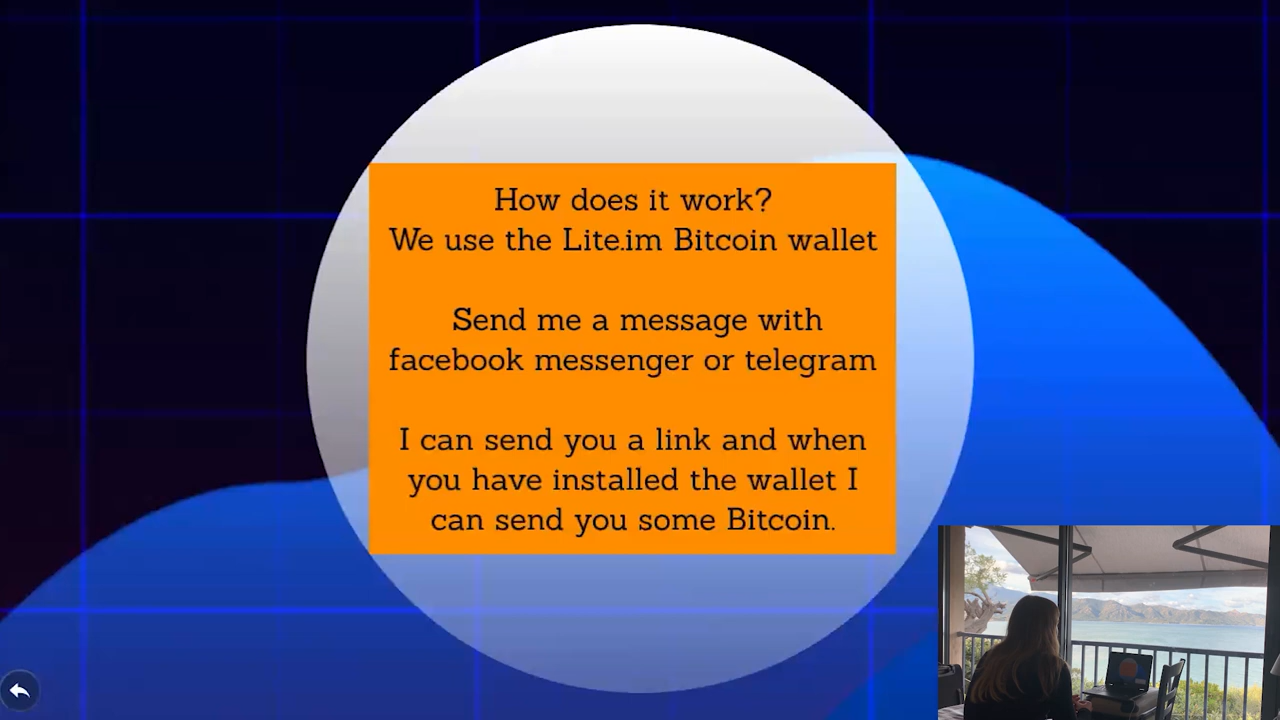 How does it work?
We use the Lite.im Bitcoin wallet
Send me a message with
facebook messenger or telegram
I can send you a link and when
you have installed the wallet I
can send you some Bitcoin.